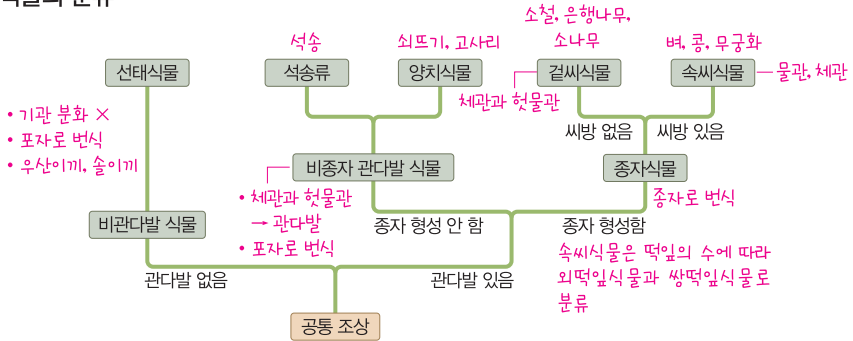 식물의 분류
소철, 은행나무,
소나무
석송
쇠뜨기, 고사리
벼, 콩, 무궁화
선태식물
석송류
양치식물
겉씨식물
속씨식물
물관, 체관
체관과 헛물관
• 기관 분화 ×
• 포자로 번식
• 우산이끼, 솔이끼
씨방 없음
씨방 있음
비종자 관다발 식물
종자식물
• 체관과 헛물관
→ 관다발
• 포자로 번식
종자로 번식
비관다발 식물
종자 형성 안 함
종자 형성함
속씨식물은 떡잎의 수에 따라
외떡잎식물과 쌍떡잎식물로
분류
관다발 없음
관다발 있음
공통 조상